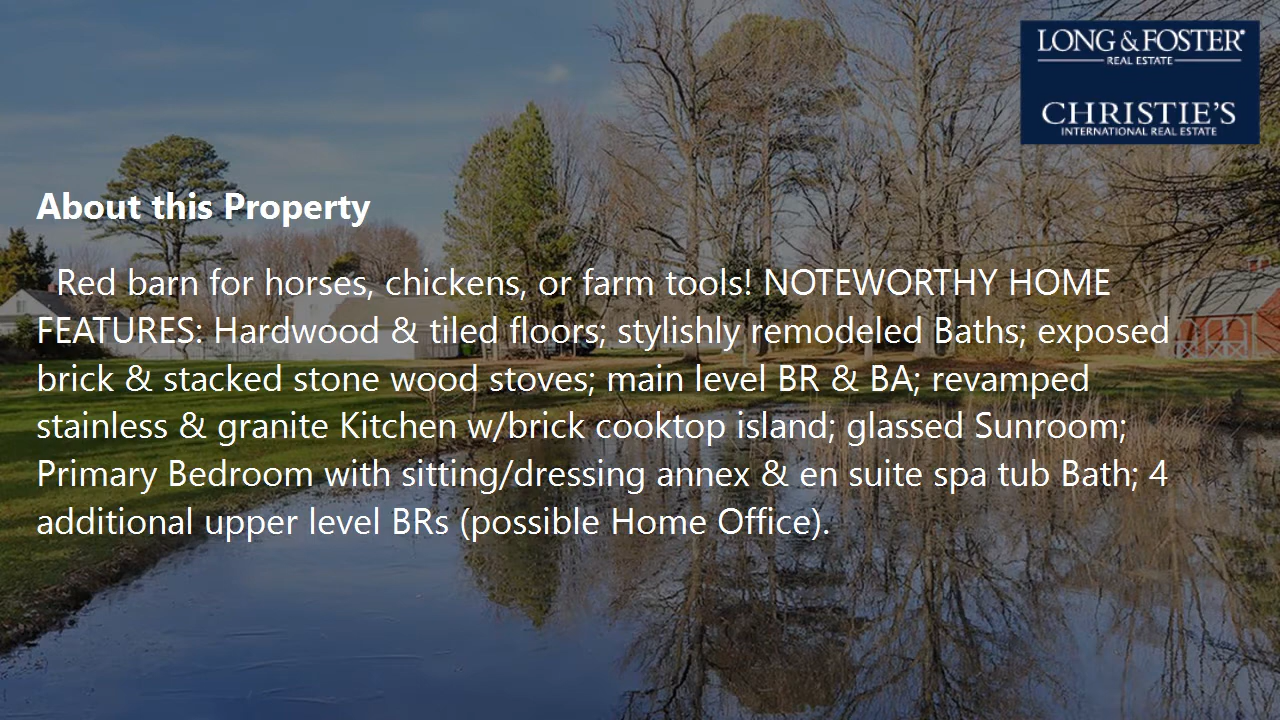 LONG & FOSTER®
REAL ESTATE
CHRISTIE'S
INTERNATIONAL REAL ESTATE
About this Property
Red barn for horses, chickens, or farm tools! NOTEWORTHY HOME
FEATURES: Hardwood & tiled floors; stylishly remodeled Baths; exposed
brick & stacked stone wood stoves; main level BR & BA; revamped
stainless & granite Kitchen w/brick cooktop island; glassed Sunroom;
Primary Bedroom with sitting/dressing annex & en suite spa tub Bath; 4
additional upper level BRs (possible Home Office).